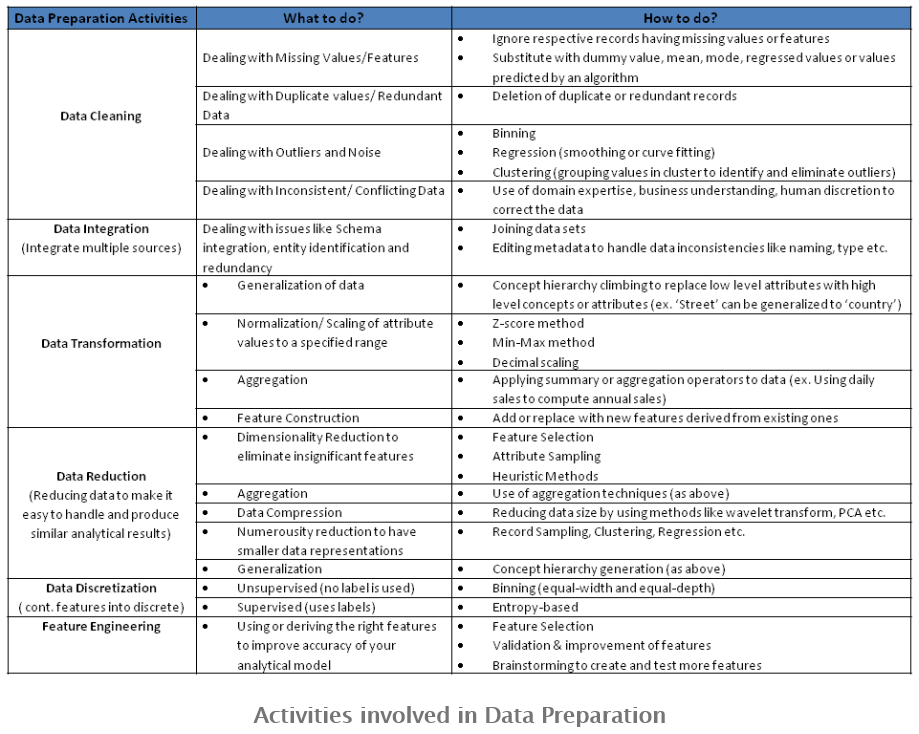 Data Preparation Activities
What to do?
How to do?
Data Cleaning
Dealing with Missing Values/Features
• Ignore respective records having missing values or features
• Substitute with dummy value, mean, mode, regressed values or values
predicted by an algorithm
Dealing with Duplicate values/ Redundant
Data
• Deletion of duplicate or redundant records
Dealing with Outliers and Noise
• Binning
• Regression (smoothing or curve fitting)
• Clustering (grouping values in cluster to identify and eliminate outliers)
Dealing with Inconsistent/ Conflicting Data
• Use of domain expertise, business understanding, human discretion to
correct the data
Data Integration
(Integrate multiple sources)
Dealing with issues like Schema
integration, entity identification and
redundancy
• Joining data sets
• Editing metadata to handle data inconsistencies like naming, type etc.
Data Transformation
• Generalization of data
• Concept hierarchy climbing to replace low level attributes with high
level concepts or attributes (ex. ‘Street’ can be generalized to ‘country’)
• Normalization/ Scaling of attribute
values to a specified range
• Z-score method
• Min-Max method
• Decimal scaling
• Aggregation
• Applying summary or aggregation operators to data (ex. Using daily
sales to compute annual sales)
• Feature Construction
• Add or replace with new features derived from existing ones
Data Reduction
(Reducing data to make it
easy to handle and produce
similar analytical results)
• Dimensionality Reduction to
eliminate insignificant features
• Feature Selection
• Attribute Sampling
• Heuristic Methods
• Aggregation
• Use of aggregation techniques (as above)
• Data Compression
• Reducing data size by using methods like wavelet transform, PCA etc.
• Numerousity reduction to have
smaller data representations
• Record Sampling, Clustering, Regression etc.
• Generalization
• Concept hierarchy generation (as above)
Data Discretization
( cont. features into discrete)
• Unsupervised (no label is used)
• Binning (equal-width and equal-depth)
• Supervised (uses labels)
• Entropy-based
Feature Engineering
• Using or deriving the right features
to improve accuracy of your
analytical model
• Feature Selection
• Validation & improvement of features
• Brainstorming to create and test more features
Activities involved in Data Preparation